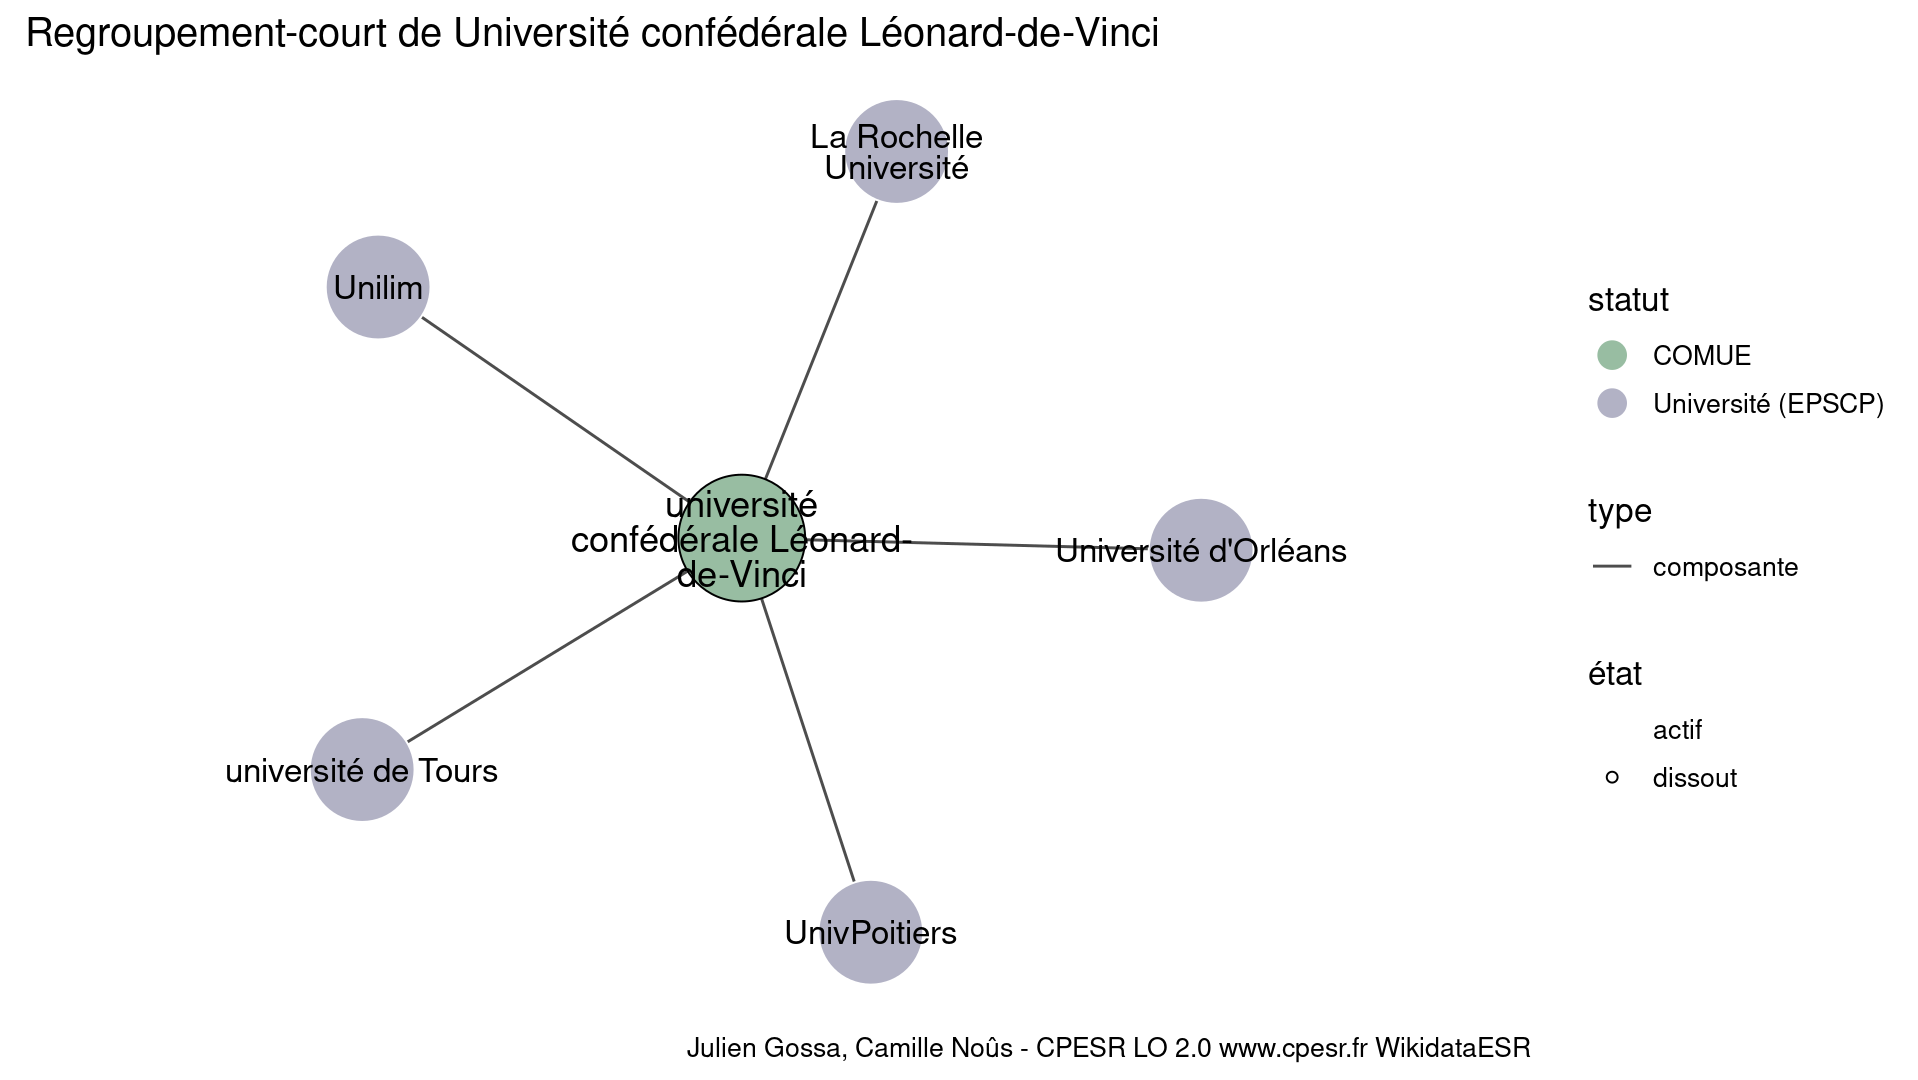 Regroupement-court de Université confédérale Léonard-de-Vinci
La Rochelle
Université
Unilim
université
confédérale Léonard-
de-Vinci
Université d'Orléans
université de Tours
UnivPoitiers
statut
COMUE
Université (EPSCP)
type
composante
état
actif
dissout
Julien Gossa, Camille Noûs - CPESR LO 2.0 www.cpesr.fr WikidataESR